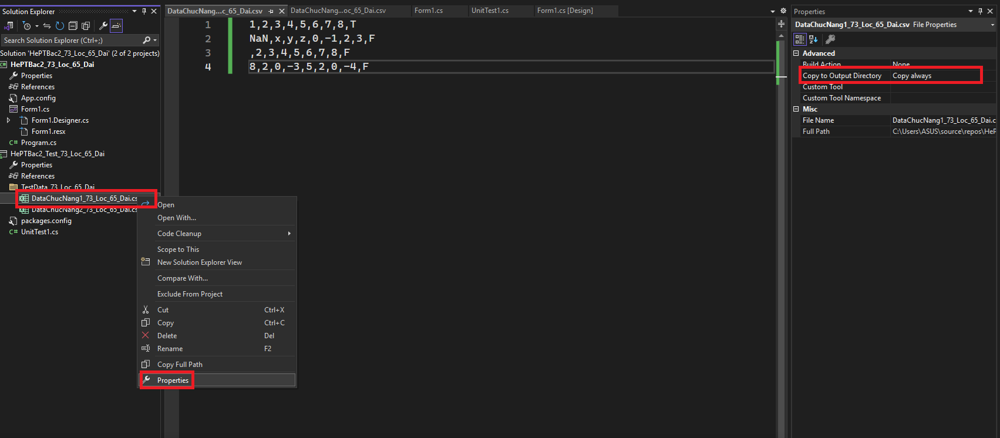 Solution Explorer
Search Solution Explorer (Ctrl+;)
Solution 'HePTBac2_73_Loc_65_Dai' (2 of 2 projects)
HePTBac2_73_Loc_65_Dai
Properties
References
App.config
Form1.cs
Form1.Designer.cs
Form1.resx
C# Program.cs
HePTBac2_Test_73_Loc_65_Dai
Properties
References
TestData_73_Loc_65_Dai
DataChucNang1_73_Loc_65_Dai.cs
DataChucNang2_73_Loc_65_Dai.cs
packages.config
C# UnitTest1.cs
DataChucNang...c_65_Dai.csv
DataChucNang...oc_65_Dai.csv
Form1.cs
UnitTest1.cs
Form1.cs [Design]
1 1,2,3,4,5,6,7,8,T
2 NaN,x,y,z,0,-1,2,3,F
3 ,2,3,4,5,6,7,8,F
4 8,2,0,-3,5,2,0,-4,F
Open
Open With...
Code Cleanup
Scope to This
New Solution Explorer View
Compare With...
Exclude From Project
Cut Ctrl+X
Copy Ctrl+C
Delete Del
Rename F2
Copy Full Path
Properties
Properties
DataChucNang1_73_Loc_65_Dai.csv File Properties
Advanced
Build Action None
Copy to Output Directory Copy always
Custom Tool
Custom Tool Namespace
Misc
File Name DataChucNang1_73_Loc_65_Dai.c
Full Path C:\Users\ASUS\source\repos\HeP